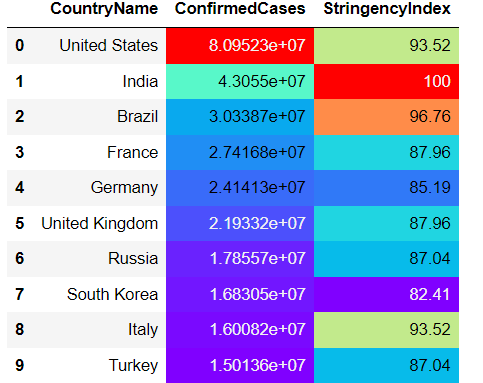 CountryName ConfirmedCases StringencyIndex
0 United States 8.09523e+07 93.52
1 India 4.3055e+07 100
2 Brazil 3.03387e+07 96.76
3 France 2.74168e+07 87.96
4 Germany 2.41413e+07 85.19
5 United Kingdom 2.19332e+07 87.96
6 Russia 1.78557e+07 87.04
7 South Korea 1.68305e+07 82.41
8 Italy 1.60082e+07 93.52
9 Turkey 1.50136e+07 87.04